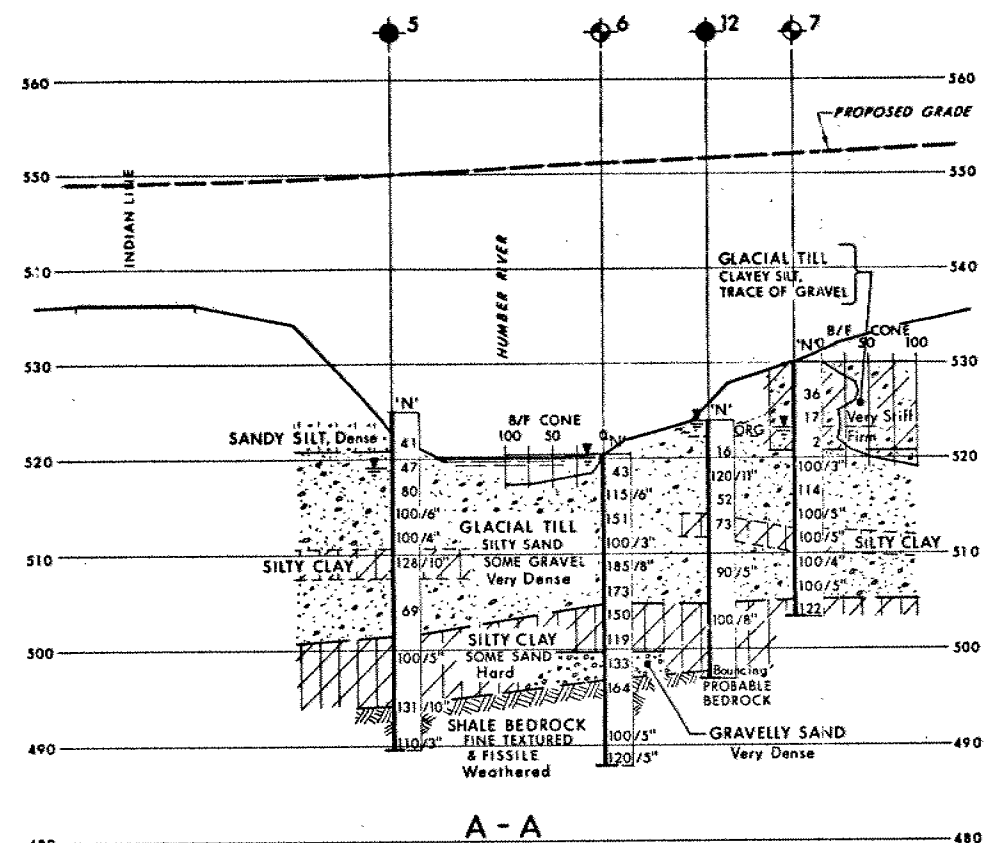 5 6 12 7
560 560
PROPOSED GRADE
550 550
INDIAN LINE
HUMBER RIVER
GLACIAL TILL
CLAYEY SILT,
TRACE OF GRAVEL
540
B/F CONE
'N' 0 50 100
530 530
'N'
36
17
2
Very Stiff
Firm
100/3"
114
100/5"
100/5"
100/4"
100/5"
122
'N'
ORG
16
120/11"
52
73
90/5"
100/8"
'Bouncing'
PROBABLE
BEDROCK
B/F CONE
100 50 0
'N'
43
115/6"
151
100/3"
185/8"
173
150
119
133
164
100/5"
120/5"
SANDY SILT, Dense
41
47
80
100/6"
100/4"
128/10"
69
100/5"
131/10"
110/3"
520 520
GLACIAL TILL
SILTY SAND
SOME GRAVEL
Very Dense
510 510
SILTY CLAY
SILTY CLAY
SILTY CLAY
SOME SAND
Hard
500 500
SHALE BEDROCK
FINE TEXTURED
& FISSILE
Weathered
GRAVELLY SAND
Very Dense
490 490
A - A
480